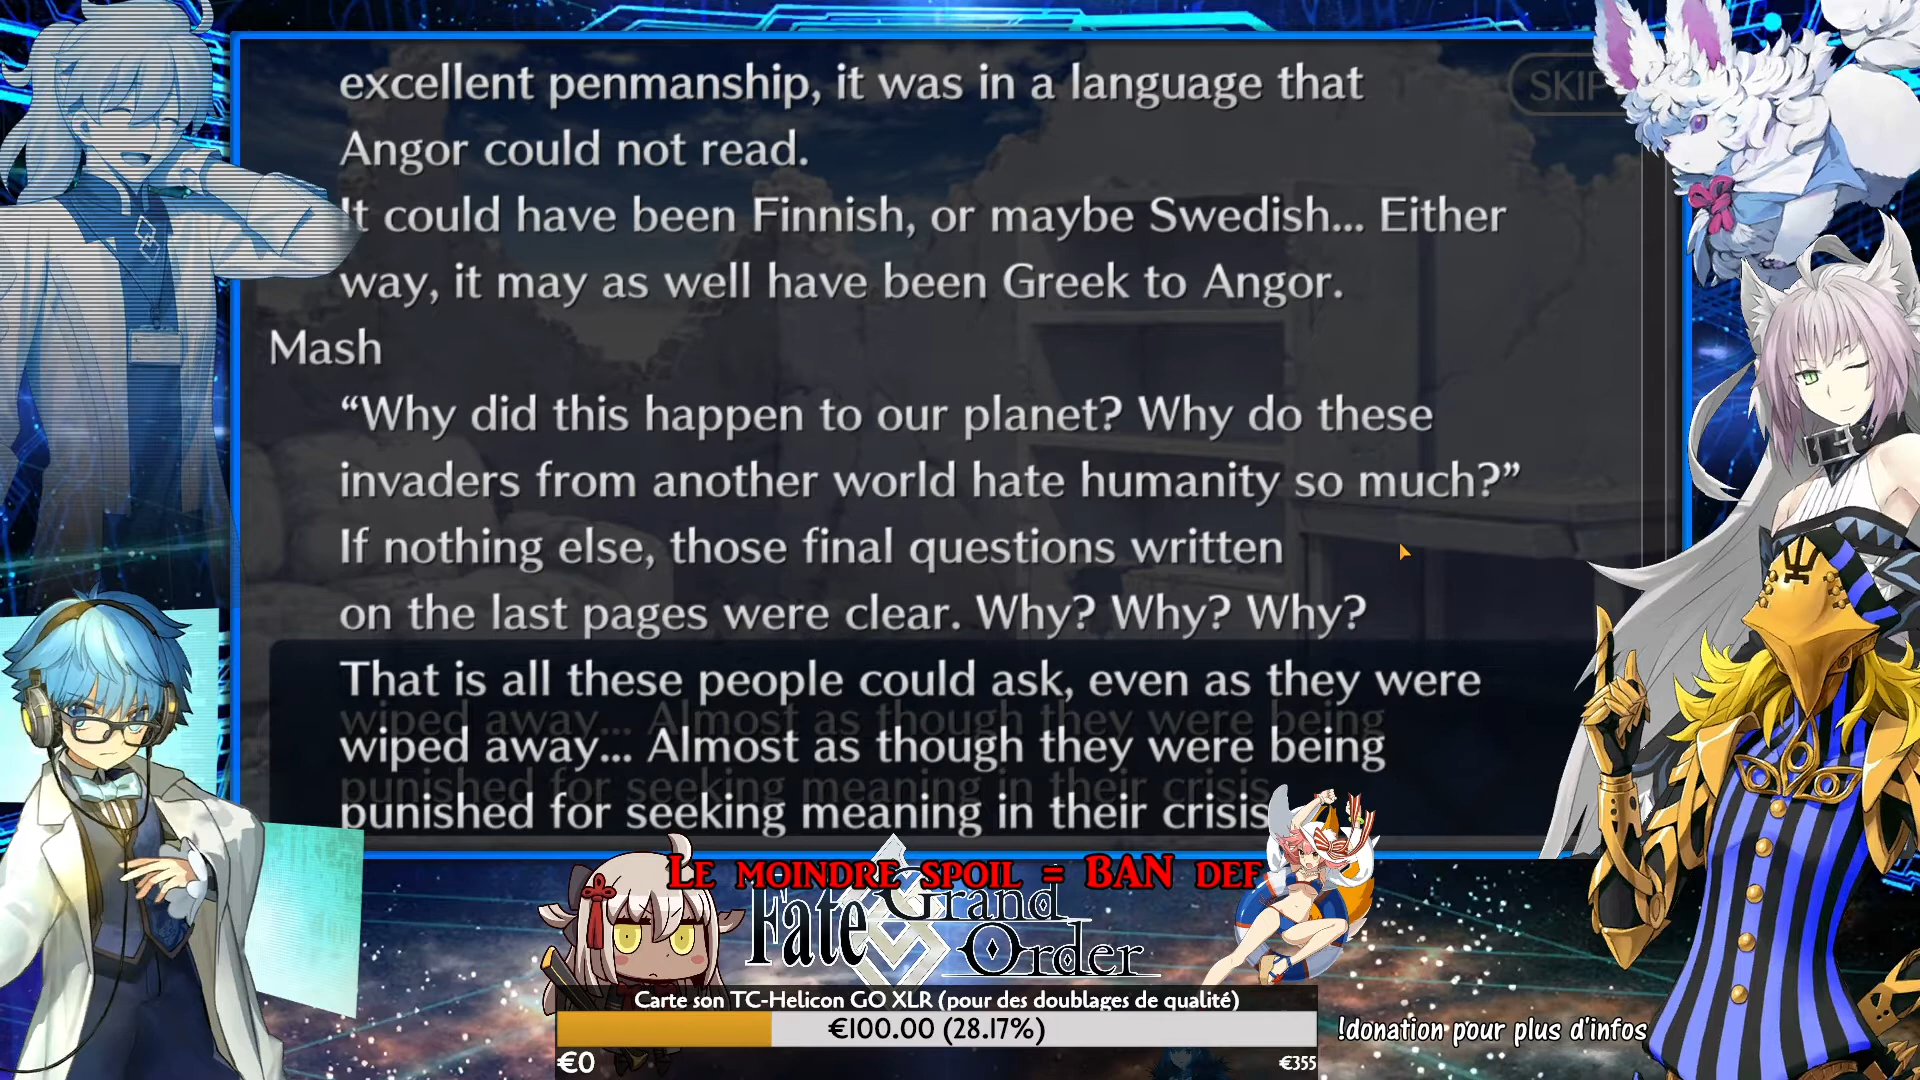 SKIP
excellent penmanship, it was in a language that
Angor could not read.
It could have been Finnish, or maybe Swedish... Either
way, it may as well have been Greek to Angor.
Mash
“Why did this happen to our planet? Why do these
invaders from another world hate humanity so much?”
If nothing else, those final questions written
on the last pages were clear. Why? Why? Why?
That is all these people could ask, even as they were
wiped away... Almost as though they were being
punished for seeking meaning in their crisis
Le moindre spoil = BAN def
Fate
Grand
Order
Carte son TC-Helicon GO XLR (pour des doublages de qualité)
€100.00 (28.17%)
€0
€355
!donation pour plus d'infos